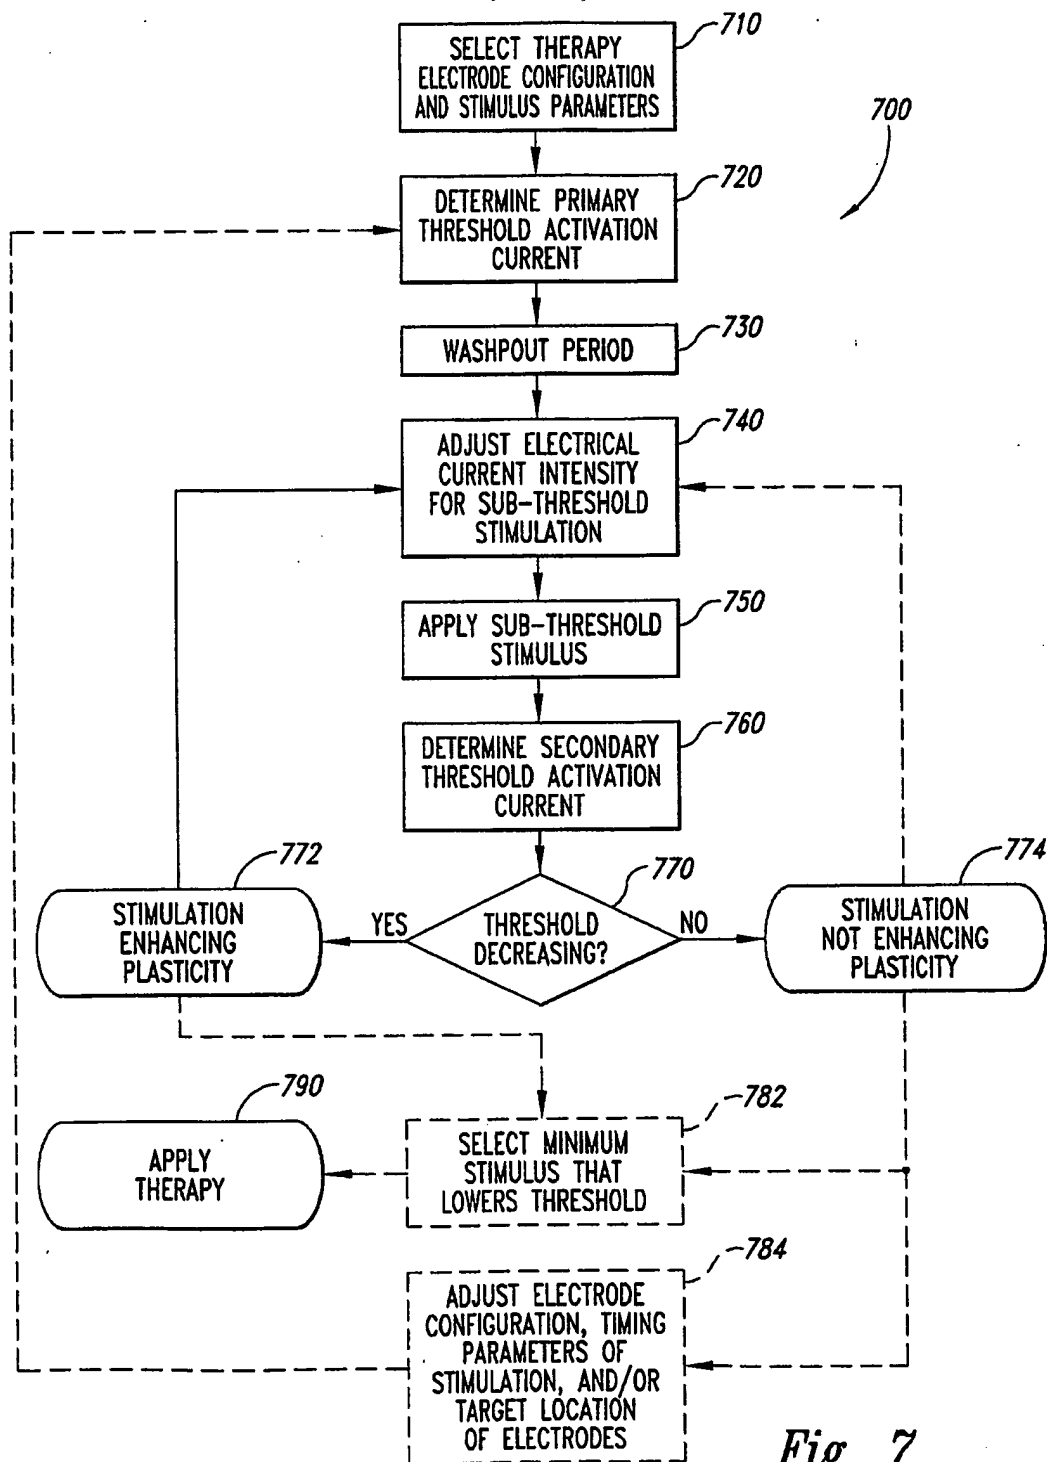 710
SELECT THERAPY
ELECTRODE CONFIGURATION
AND STIMULUS PARAMETERS
700
720
DETERMINE PRIMARY
THRESHOLD ACTIVATION
CURRENT
730
WASHPOUT PERIOD
740
ADJUST ELECTRICAL
CURRENT INTENSITY
FOR SUB-THRESHOLD
STIMULATION
750
APPLY SUB-THRESHOLD
STIMULUS
760
DETERMINE SECONDARY
THRESHOLD ACTIVATION
CURRENT
772
STIMULATION
ENHANCING
PLASTICITY
YES
770
THRESHOLD
DECREASING?
NO
774
STIMULATION
NOT ENHANCING
PLASTICITY
790
APPLY
THERAPY
782
SELECT MINIMUM
STIMULUS THAT
LOWERS THRESHOLD
784
ADJUST ELECTRODE
CONFIGURATION, TIMING
PARAMETERS OF
STIMULATION, AND/OR
TARGET LOCATION
OF ELECTRODES
Fig. 7